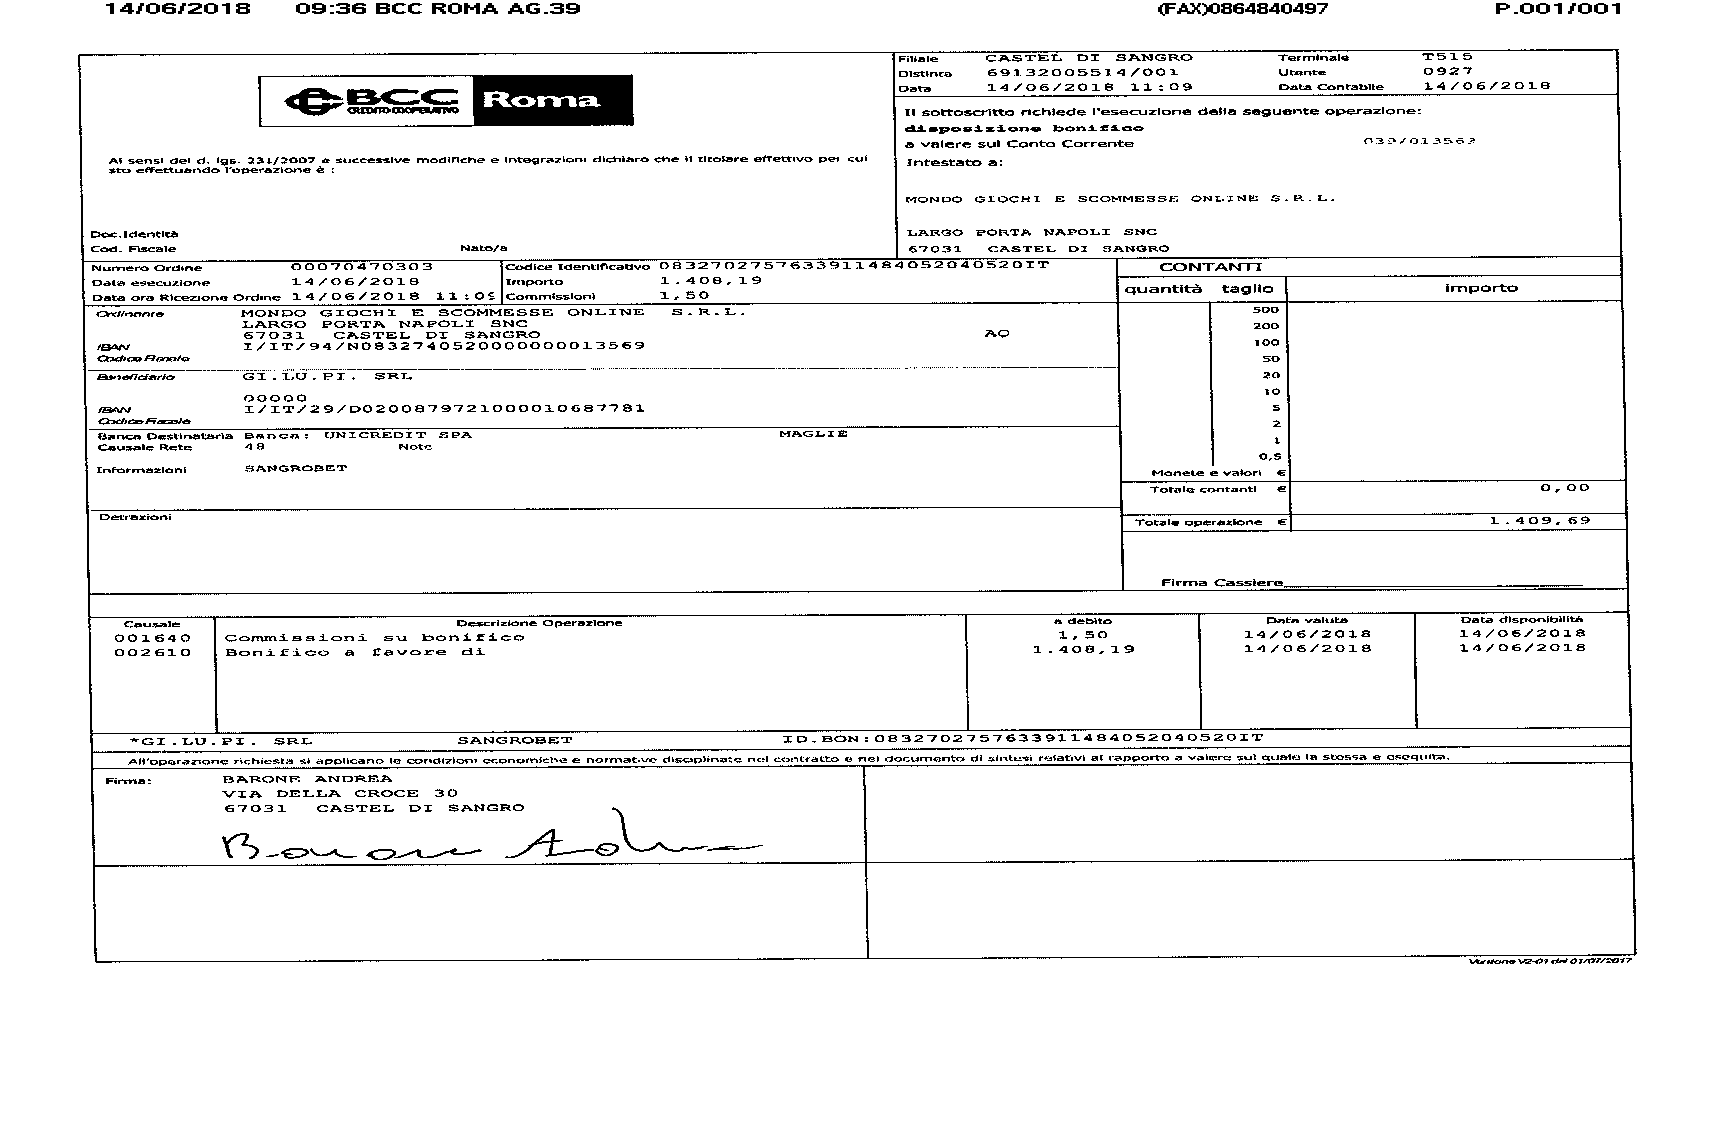 14/06/2018 09:36 BCC ROMA AG.39 (FAX)0864840497 P.001/001
BCC Roma
CREDITO COOPERATIVO
Filiale CASTEL DI SANGRO Terminale T515
Distinta 69132005514/001 Utente 0927
Data 14/06/2018 11:09 Data Contabile 14/06/2018
Il sottoscritto richiede l'esecuzione della seguente operazione:
disposizione bonifico
a valere sul Conto Corrente
Intestato a:
MONDO GIOCHI E SCOMMESSE ONLINE S.R.L.
LARGO PORTA NAPOLI SNC
67031 CASTEL DI SANGRO
Ai sensi del d. lgs. 231/2007 e successive modifiche e integrazioni dichiaro che il titolare effettivo per cui
sto effettuando l'operazione è :
Doc.Identità
Cod. Fiscale Nato/a
Numero Ordine 00070470303 Codice Identificativo 0832702757633911484052040520IT
Data esecuzione 14/06/2018 Importo 1.408,19
Data ora Ricezione Ordine 14/06/2018 11:09 Commissioni 1,50
Ordinante MONDO GIOCHI E SCOMMESSE ONLINE S.R.L.
LARGO PORTA NAPOLI SNC
67031 CASTEL DI SANGRO AQ
IBAN I/IT/94/N0832740520000000013569
Codice Fiscale
Beneficiario GI.LU.PI. SRL
00000
IBAN I/IT/29/D0200879721000010687781
Codice Fiscale
Banca Destinataria Banca: UNICREDIT SPA MAGLIE
Causale Rete 48 Note
Informazioni SANGROBET
Detrazioni
CONTANTI
quantità taglio importo
500
200
100
50
20
10
5
2
1
0,5
Monete e valori €
Totale contanti € 0,00
Totale operazione € 1.409,69
Firma Cassiere
Causale Descrizione Operazione a debito Data valuta Data disponibilità
001640 Commissioni su bonifico 1,50 14/06/2018 14/06/2018
002610 Bonifico a favore di 1.408,19 14/06/2018 14/06/2018
*GI.LU.PI. SRL SANGROBET ID.BON:0832702757633911484052040520IT
All'operazione richiesta si applicano le condizioni economiche e normative disciplinate nel contratto e nel documento di sintesi relativi al rapporto a valere sul quale la stessa è eseguita.
Firma: BARONE ANDREA
VIA DELLA CROCE 30
67031 CASTEL DI SANGRO
Barone Andrea
Versione V2-01 del 01/07/2017